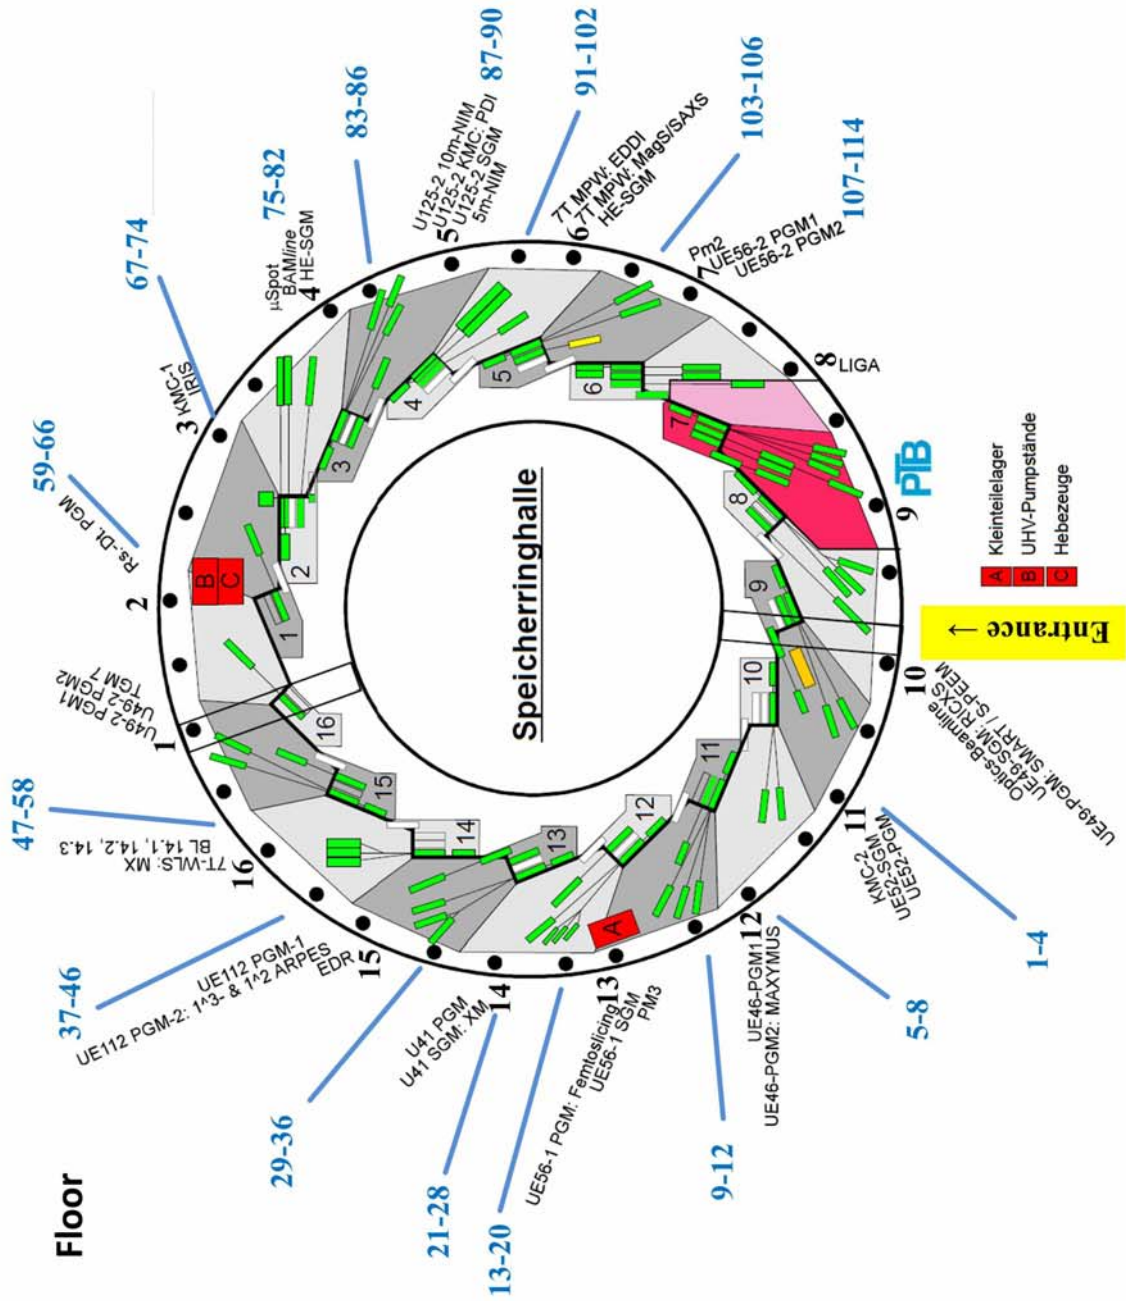 Floor
67-74
59-66
75-82
83-86
87-90
91-102
103-106
107-114
3 KMC-1
IRIS
µSpot
BAMline
4 HE-SGM
U125-2 10m-NIM
U125-2 KMC: PDI
U125-2 SGM
5m-NIM
5
7T MPW: EDDI
7T MPW: MagS/SAXS
HE-SGM
6
Pm2
UE56-2 PGM1
UE56-2 PGM2
7
8 LIGA
PTB
9
Rs.-Dt. PGM
2
U49-2 PGM1
U49-2 PGM2
TGM 7
1
47-58
7T-WLS: MX
BL 14.1, 14.2, 14.3
16
37-46
UE112 PGM-1
UE112 PGM-2: 1^3- & 1^2 ARPES
EDR
15
29-36
U41 PGM
U41 SGM: XM
14
21-28
13-20
UE56-1 PGM: Femtoslicing
UE56-1 SGM
PM3
13
9-12
UE46-PGM1
UE46-PGM2: MAXYMUS
12
5-8
KMC-2
UE52-SGM
UE52-PGM
11
1-4
Optics-Beamline
UE49-SGM: RICXS
UE49-PGM: SMART / S-PEEM
10
Entrance →
A Kleinteilelager
B UHV-Pumpstände
C Hebezeuge
Speicherringhalle
B
C
A
1
2
3
4
5
6
7
8
9
10
11
12
13
14
15
16